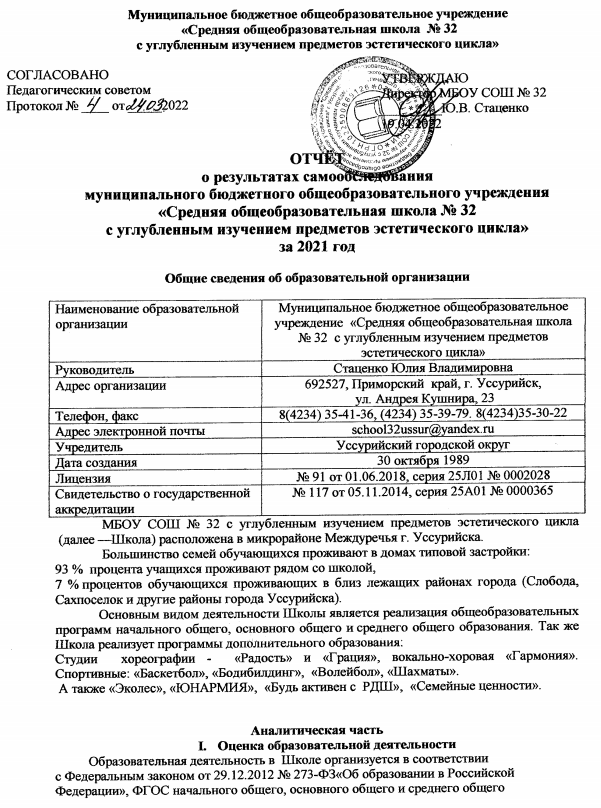 Муниципальное бюджетное общеобразовательное учреждение
«Средняя общеобразовательная школа № 32
с углубленным изучением предметов эстетического цикла»
СОГЛАСОВАНО
Педагогическим советом
Протокол № 4 от 24.03.2022
УТВЕРЖДАЮ
Директор МБОУ СОШ № 32
Ю.В. Стаценко
19.04.2022
ОТЧЁТ
о результатах самообследования
муниципального бюджетного общеобразовательного учреждения
«Средняя общеобразовательная школа № 32
с углубленным изучением предметов эстетического цикла»
за 2021 год
Общие сведения об образовательной организации
Наименование образовательной организации
Муниципальное бюджетное общеобразовательное
учреждение «Средняя общеобразовательная школа
№ 32 с углубленным изучением предметов
эстетического цикла»
Руководитель Стаценко Юлия Владимировна
Адрес организации 692527, Приморский край, г. Уссурийск,
ул. Андрея Кушнира, 23
Телефон, факс 8(4234) 35-41-36, (4234) 35-39-79. 8(4234)35-30-22
Адрес электронной почты school32ussur@yandex.ru
Учредитель Уссурийский городской округ
Дата создания 30 октября 1989
Лицензия № 91 от 01.06.2018, серия 25Л01 № 0002028
Свидетельство о государственной № 117 от 05.11.2014, серия 25А01 № 0000365
аккредитации
МБОУ СОШ № 32 с углубленным изучением предметов эстетического цикла
(далее —Школа) расположена в микрорайоне Междуречья г. Уссурийска.
Большинство семей обучающихся проживают в домах типовой застройки:
93 % процента учащихся проживают рядом со школой,
7 % процентов обучающихся проживающих в близ лежащих районах города (Слобода,
Сахпоселок и другие районы города Уссурийска).
Основным видом деятельности Школы является реализация общеобразовательных
программ начального общего, основного общего и среднего общего образования. Так же
Школа реализует программы дополнительного образования:
Студии хореографии - «Радость» и «Грация», вокально-хоровая «Гармония».
Спортивные: «Баскетбол», «Бодибилдинг», «Волейбол», «Шахматы».
А также «Эколес», «ЮНАРМИЯ», «Будь активен с РДШ», «Семейные ценности».
Аналитическая часть
I. Оценка образовательной деятельности
Образовательная деятельность в Школе организуется в соответствии
с Федеральным законом от 29.12.2012 № 273-ФЗ«Об образовании в Российской
Федерации», ФГОС начального общего, основного общего и среднего общего